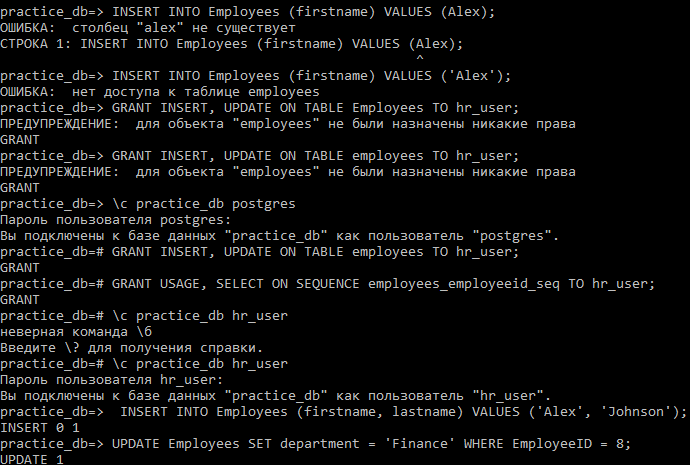 practice_db=> INSERT INTO Employees (firstname) VALUES (Alex);
ОШИБКА:  столбец "alex" не существует
СТРОКА 1: INSERT INTO Employees (firstname) VALUES (Alex);
^
practice_db=> INSERT INTO Employees (firstname) VALUES ('Alex');
ОШИБКА:  нет доступа к таблице employees
practice_db=> GRANT INSERT, UPDATE ON TABLE Employees TO hr_user;
ПРЕДУПРЕЖДЕНИЕ:  для объекта "employees" не были назначены никакие права
GRANT
practice_db=> GRANT INSERT, UPDATE ON TABLE employees TO hr_user;
ПРЕДУПРЕЖДЕНИЕ:  для объекта "employees" не были назначены никакие права
GRANT
practice_db=> \c practice_db postgres
Пароль пользователя postgres:
Вы подключены к базе данных "practice_db" как пользователь "postgres".
practice_db=# GRANT INSERT, UPDATE ON TABLE employees TO hr_user;
GRANT
practice_db=# GRANT USAGE, SELECT ON SEQUENCE employees_employeeid_seq TO hr_user;
GRANT
practice_db=# \c practice_db hr_user
неверная команда \б
Введите \? для получения справки.
practice_db=# \c practice_db hr_user
Пароль пользователя hr_user:
Вы подключены к базе данных "practice_db" как пользователь "hr_user".
practice_db=>  INSERT INTO Employees (firstname, lastname) VALUES ('Alex', 'Johnson');
INSERT 0 1
practice_db=> UPDATE Employees SET department = 'Finance' WHERE EmployeeID = 8;
UPDATE 1